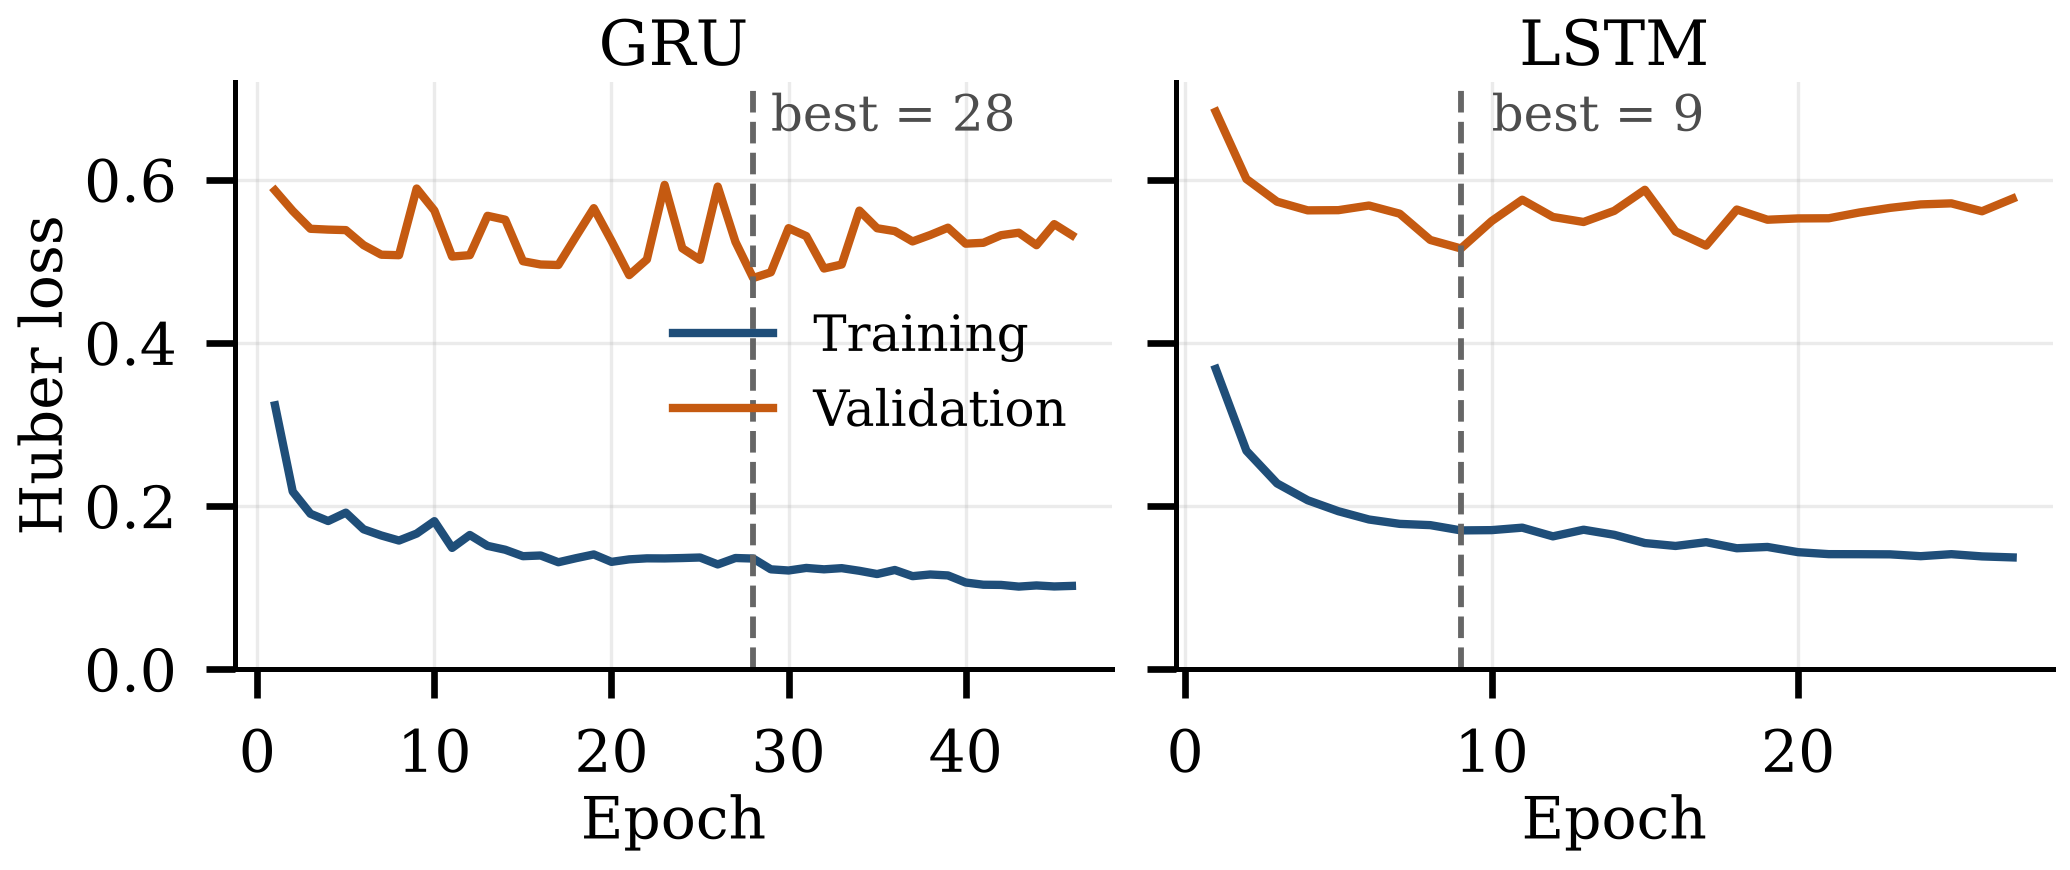 GRU
best = 28
Huber loss
0.6
0.4
0.2
0.0
Training
Validation
0 10 20 30 40
Epoch
LSTM
best = 9
0 10 20
Epoch